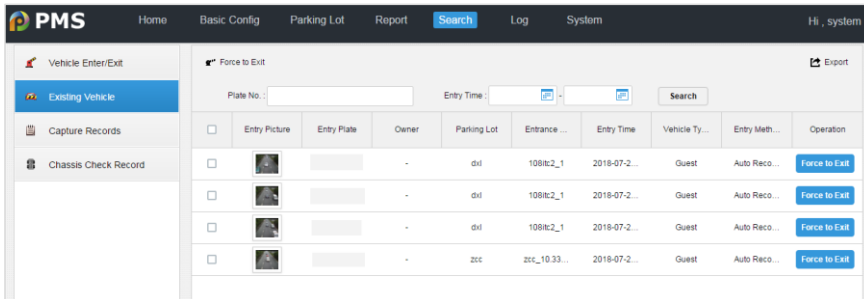 PMS Home Basic Config Parking Lot Report Search Log System Hi , system
Vehicle Enter/Exit
Existing Vehicle
Capture Records
Chassis Check Record
Force to Exit Export
Plate No. : Entry Time : - Search
Entry Picture Entry Plate Owner Parking Lot Entrance ... Entry Time Vehicle Ty... Entry Meth... Operation
- dxl 108itc2_1 2018-07-2... Guest Auto Reco... Force to Exit
- dxl 108itc2_1 2018-07-2... Guest Auto Reco... Force to Exit
- dxl 108itc2_1 2018-07-2... Guest Auto Reco... Force to Exit
- zcc zcc_10.33... 2018-07-2... Guest Auto Reco... Force to Exit